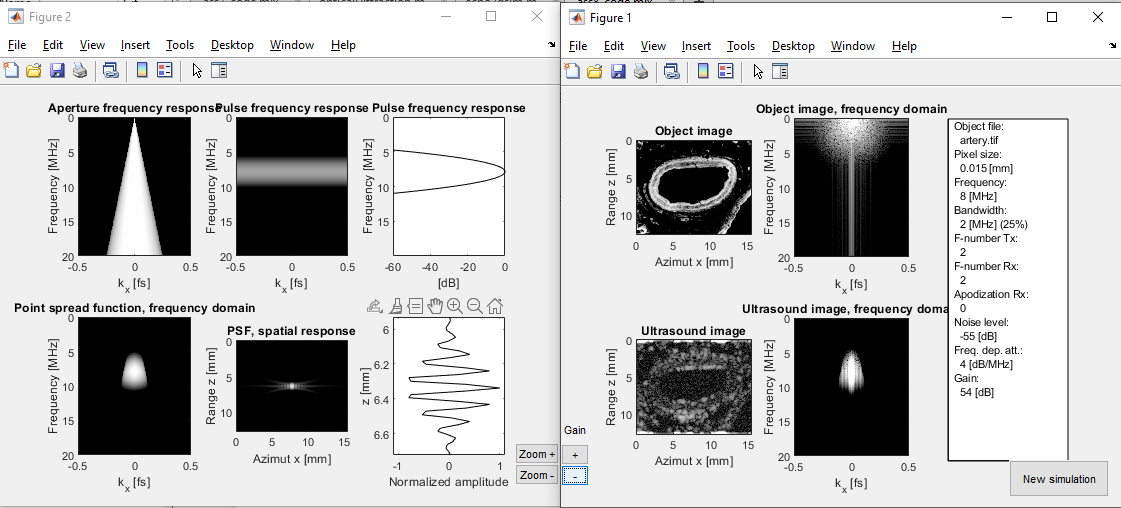 Figure 2
File Edit View Insert Tools Desktop Window Help
Aperture frequency response
Pulse frequency response
Pulse frequency response
0
5
10
15
20
Frequency [MHz]
-0.5 0 0.5
k x [fs]
0
5
10
15
20
Frequency [MHz]
-0.5 0 0.5
k x [fs]
0
5
10
15
20
Frequency [MHz]
-60 -40 -20 0
[dB]
Point spread function, frequency domain
0
5
10
15
20
Frequency [MHz]
-0.5 0 0.5
k x [fs]
PSF, spatial response
0
5
10
Range z [mm]
0 5 10 15
Azimut x [mm]
6
6.2
6.4
6.6
z [mm]
-1 0 1
Normalized amplitude
Zoom +
Zoom -
Figure 1
File Edit View Insert Tools Desktop Window Help
Object image
0
5
10
Range z [mm]
0 5 10 15
Azimut x [mm]
Object image, frequency domain
0
5
10
15
20
Frequency [MHz]
-0.5 0 0.5
k x [fs]
Ultrasound image
0
5
10
Range z [mm]
0 5 10 15
Azimut x [mm]
Ultrasound image, frequency doma
0
5
10
15
20
Frequency [MHz]
-0.5 0 0.5
k x [fs]
Object file:
artery.tif
Pixel size:
0.015 [mm]
Frequency:
8 [MHz]
Bandwidth:
2 [MHz] (25%)
F-number Tx:
2
F-number Rx:
2
Apodization Rx:
0
Noise level:
-55 [dB]
Freq. dep. att.:
4 [dB/MHz]
Gain:
54 [dB]
Gain
+
-
New simulation